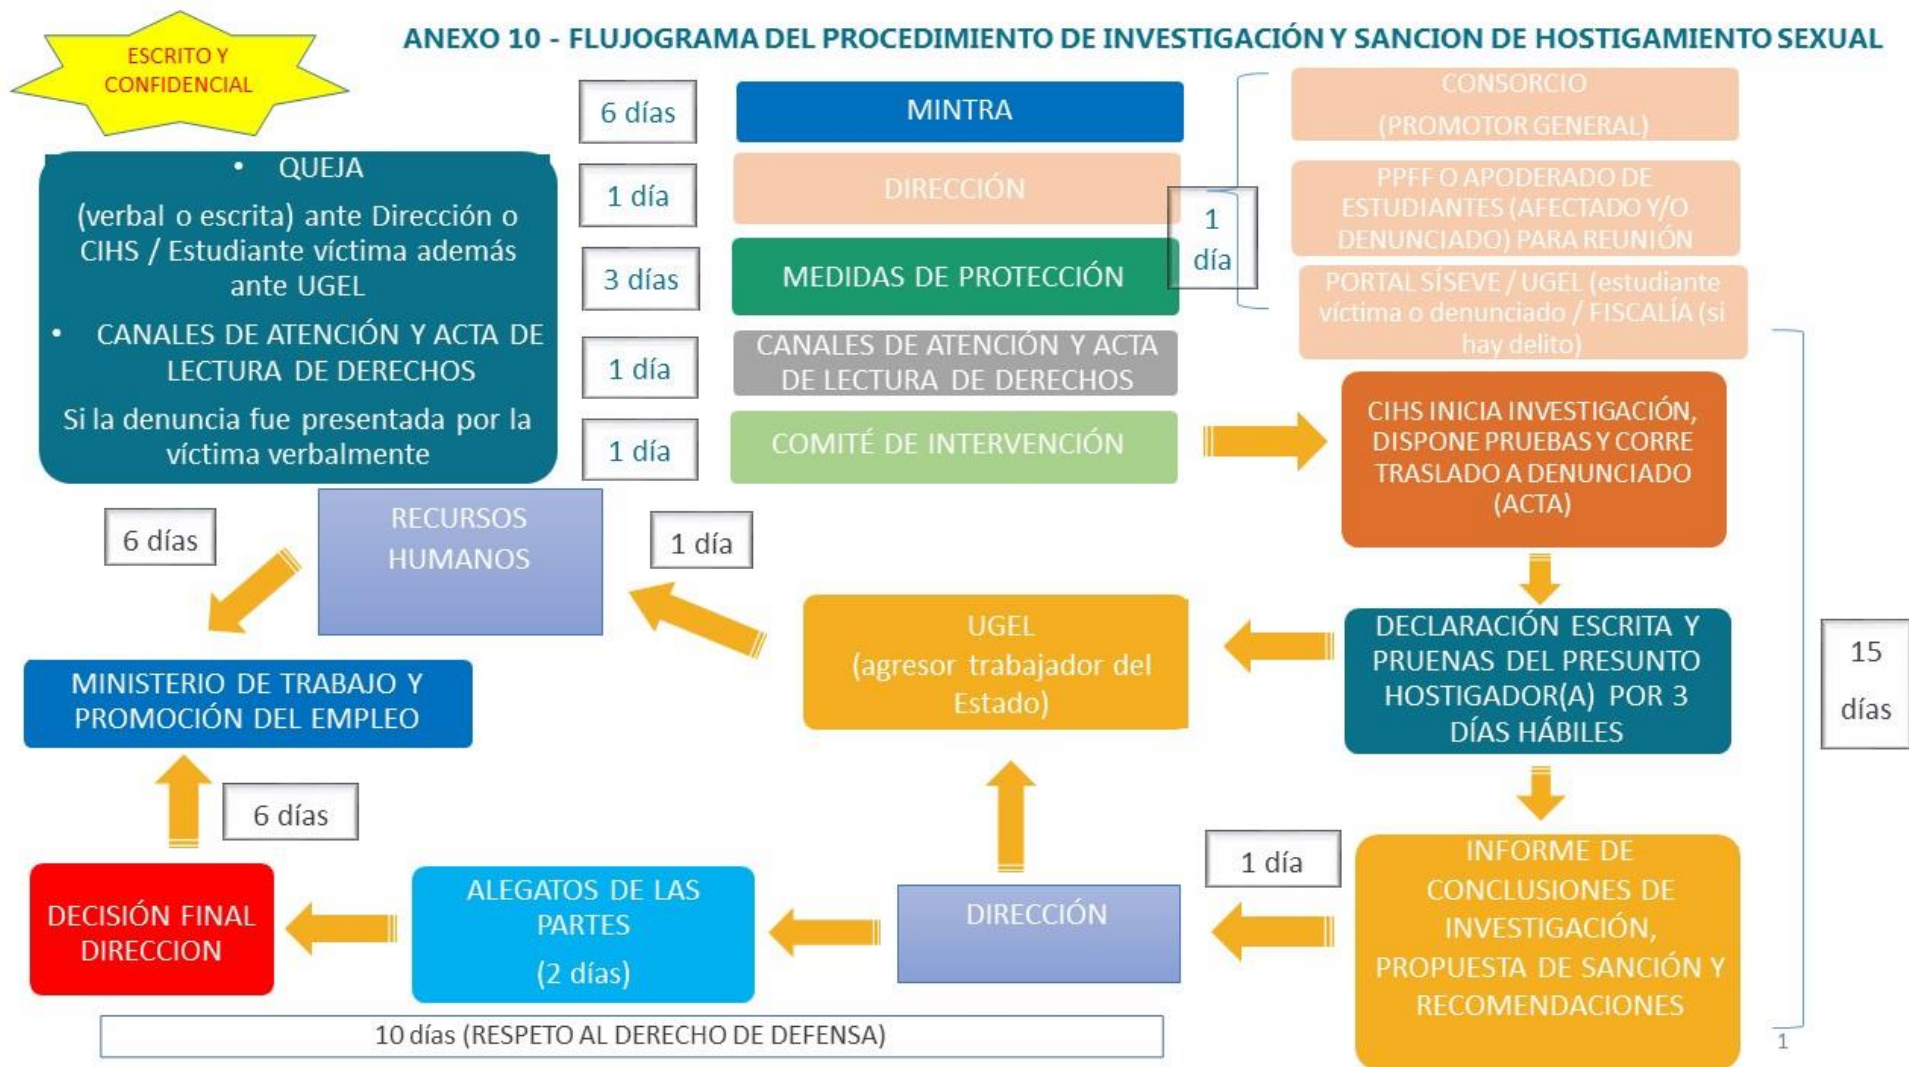 ANEXO 10 - FLUJOGRAMA DEL PROCEDIMIENTO DE INVESTIGACIÓN Y SANCION DE HOSTIGAMIENTO SEXUAL
ESCRITO Y
CONFIDENCIAL
• QUEJA
(verbal o escrita) ante Dirección o
CIHS / Estudiante víctima además
ante UGEL
• CANALES DE ATENCIÓN Y ACTA DE
LECTURA DE DERECHOS
Si la denuncia fue presentada por la
víctima verbalmente
6 días
MINTRA
1 día
DIRECCIÓN
3 días
MEDIDAS DE PROTECCIÓN
1 día
CANALES DE ATENCIÓN Y ACTA
DE LECTURA DE DERECHOS
1 día
COMITÉ DE INTERVENCIÓN
1
día
CONSORCIO
(PROMOTOR GENERAL)
PPFF O APODERADO DE
ESTUDIANTES (AFECTADO Y/O
DENUNCIADO) PARA REUNIÓN
PORTAL SÍSEVE / UGEL (estudiante
víctima o denunciado / FISCALÍA (si
hay delito)
CIHS INICIA INVESTIGACIÓN,
DISPONE PRUEBAS Y CORRE
TRASLADO A DENUNCIADO
(ACTA)
DECLARACIÓN ESCRITA Y
PRUENAS DEL PRESUNTO
HOSTIGADOR(A) POR 3
DÍAS HÁBILES
15
días
UGEL
(agresor trabajador del
Estado)
1 día
RECURSOS
HUMANOS
6 días
MINISTERIO DE TRABAJO Y
PROMOCIÓN DEL EMPLEO
INFORME DE
CONCLUSIONES DE
INVESTIGACIÓN,
PROPUESTA DE SANCIÓN Y
RECOMENDACIONES
1 día
DIRECCIÓN
ALEGATOS DE LAS
PARTES
(2 días)
DECISIÓN FINAL
DIRECCION
6 días
10 días (RESPETO AL DERECHO DE DEFENSA)
1